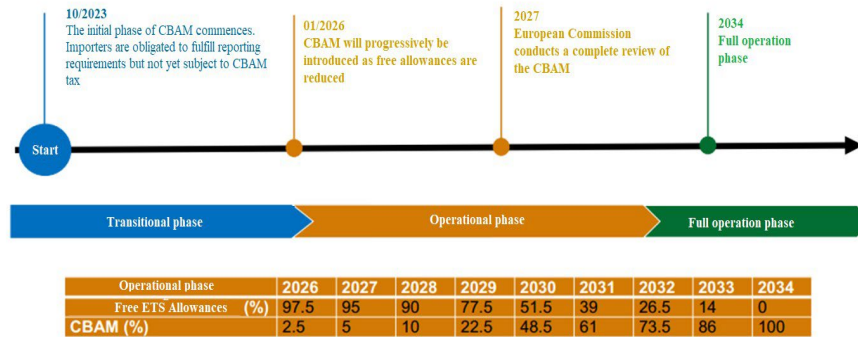 10/2023
The initial phase of CBAM commences.
Importers are obligated to fulfill reporting
requirements but not yet subject to CBAM
tax
01/2026
CBAM will progressively be
introduced as free allowances are
reduced
2027
European Commission
conducts a complete review of
the CBAM
2034
Full operation
phase
Start
Transitional phase
Operational phase
Full operation phase
Operational phase 2026 2027 2028 2029 2030 2031 2032 2033 2034
Free ETS Allowances (%) 97.5 95 90 77.5 51.5 39 26.5 14 0
CBAM (%) 2.5 5 10 22.5 48.5 61 73.5 86 100